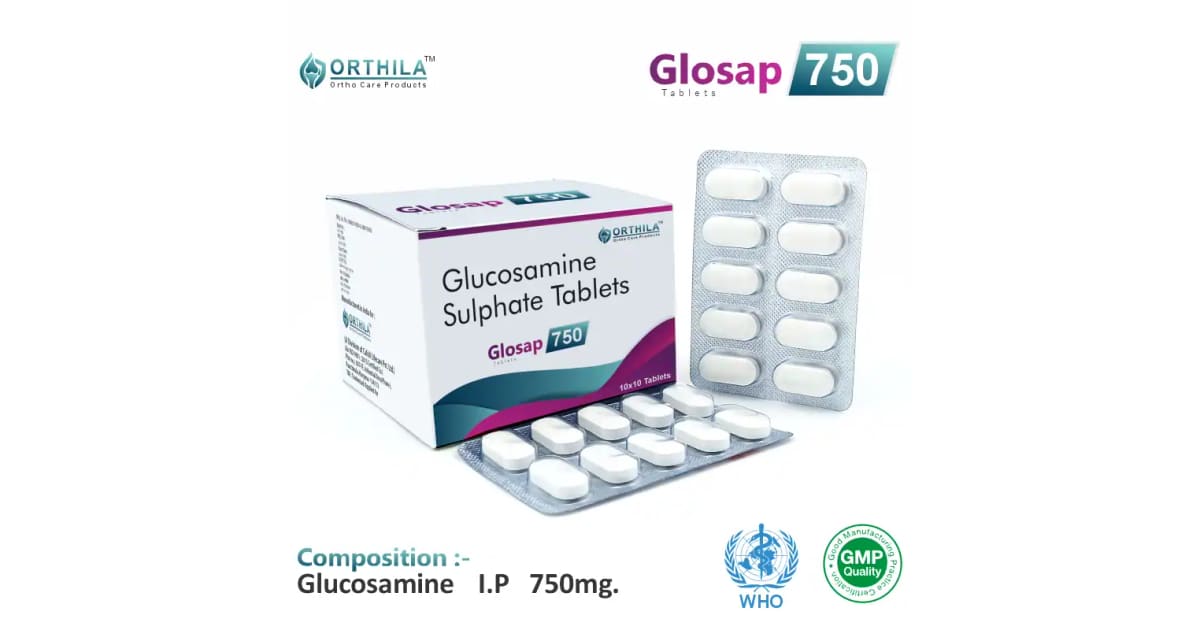 ORTHILA™
Ortho Care Products
Glosap 750
Tablets
Glosap 750
ORTHILA™
Ortho Care Products
Glucosamine
Sulphate Tablets
Glosap 750
Tablets
10x10 Tablets
ORTHILA
Composition :-
Glucosamine I.P 750mg.
WHO
Good Manufacturing
Practice Certification
GMP
Quality